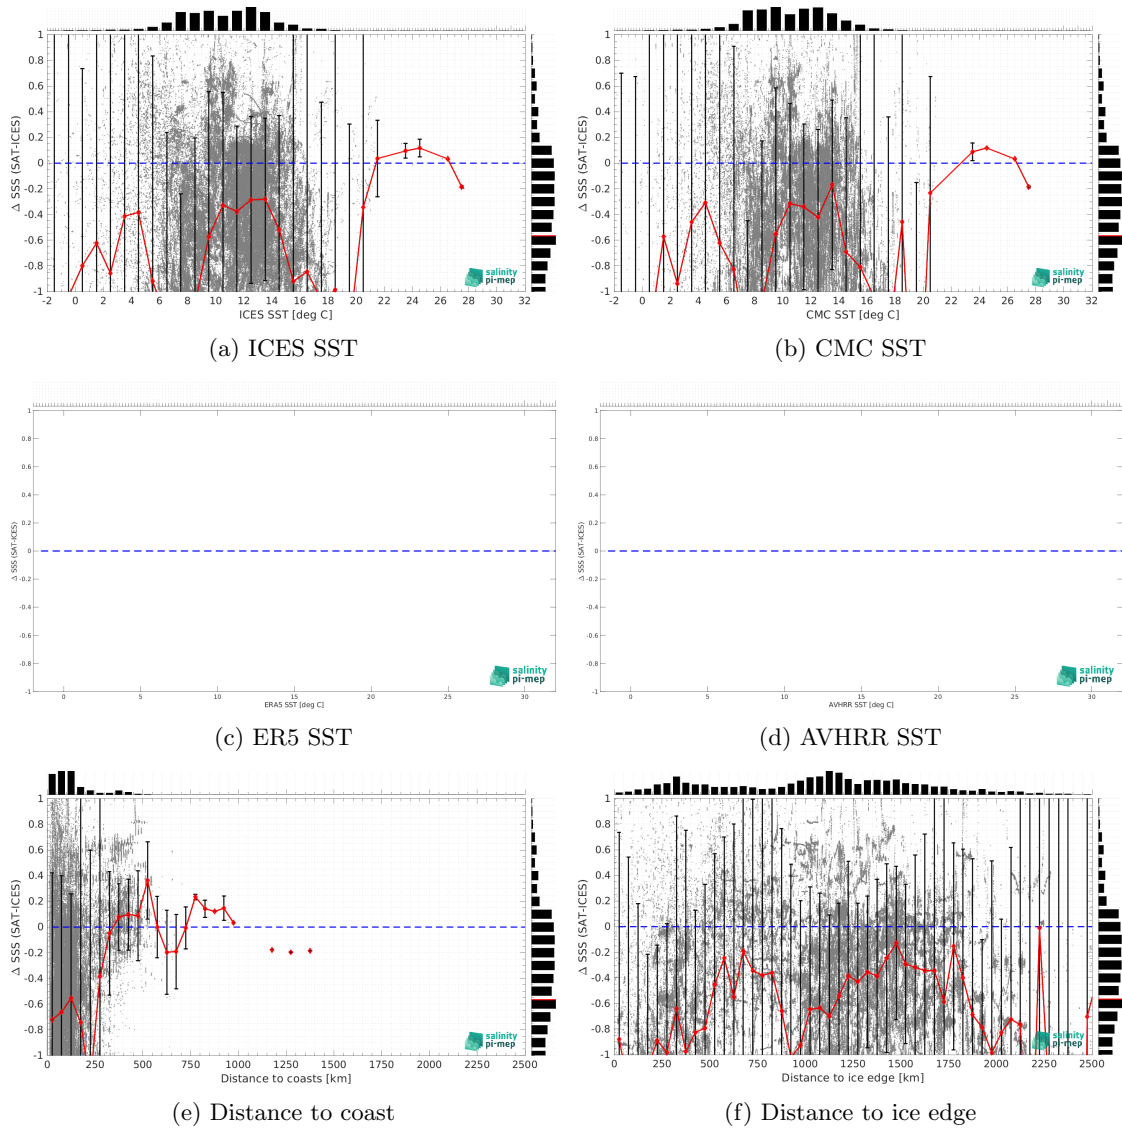 1
0.8
0.6
0.4
0.2
0
-0.2
-0.4
-0.6
-0.8
-1
Δ SSS (SAT-ICES)
-2 0 2 4 6 8 10 12 14 16 18 20 22 24 26 28 30 32
ICES SST [deg C]
salinity
pi-mep
(a) ICES SST
1
0.8
0.6
0.4
0.2
0
-0.2
-0.4
-0.6
-0.8
-1
Δ SSS (SAT-ICES)
-2 0 2 4 6 8 10 12 14 16 18 20 22 24 26 28 30 32
CMC SST [deg C]
salinity
pi-mep
(b) CMC SST
1
0.8
0.6
0.4
0.2
0
-0.2
-0.4
-0.6
-0.8
-1
Δ SSS (SAT-ICES)
0 5 10 15 20 25 30
ERA5 SST [deg C]
salinity
pi-mep
(c) ER5 SST
1
0.8
0.6
0.4
0.2
0
-0.2
-0.4
-0.6
-0.8
-1
Δ SSS (SAT-ICES)
0 5 10 15 20 25 30
AVHRR SST [deg C]
salinity
pi-mep
(d) AVHRR SST
1
0.8
0.6
0.4
0.2
0
-0.2
-0.4
-0.6
-0.8
-1
Δ SSS (SAT-ICES)
0 250 500 750 1000 1250 1500 1750 2000 2250 2500
Distance to coasts [km]
salinity
pi-mep
(e) Distance to coast
1
0.8
0.6
0.4
0.2
0
-0.2
-0.4
-0.6
-0.8
-1
Δ SSS (SAT-ICES)
0 250 500 750 1000 1250 1500 1750 2000 2250 2500
Distance to ice edge [km]
salinity
pi-mep
(f) Distance to ice edge